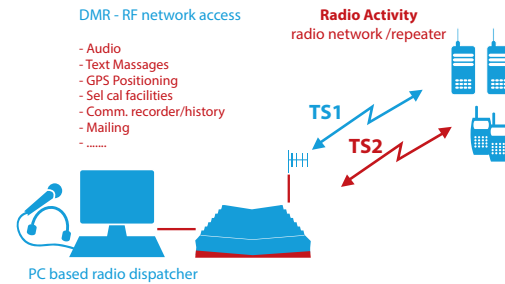 DMR - RF network access
- Audio
- Text Massages
- GPS Positioning
- Sel cal facilities
- Comm. recorder/history
- Mailing
- .......
Radio Activity
radio network /repeater
TS1
TS2
PC based radio dispatcher